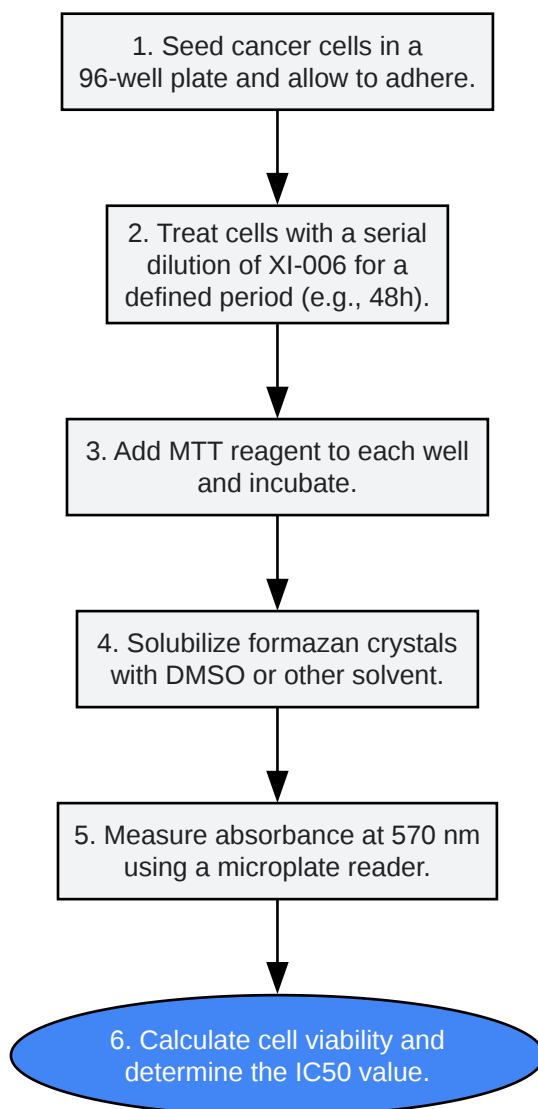 1. Seed cancer cells in a
96-well plate and allow to adhere.
2. Treat cells with a serial
dilution of XI-006 for a
defined period (e.g., 48h).
3. Add MTT reagent to each well
and incubate.
4. Solubilize formazan crystals
with DMSO or other solvent.
5. Measure absorbance at 570 nm
using a microplate reader.
6. Calculate cell viability and
determine the IC50 value.